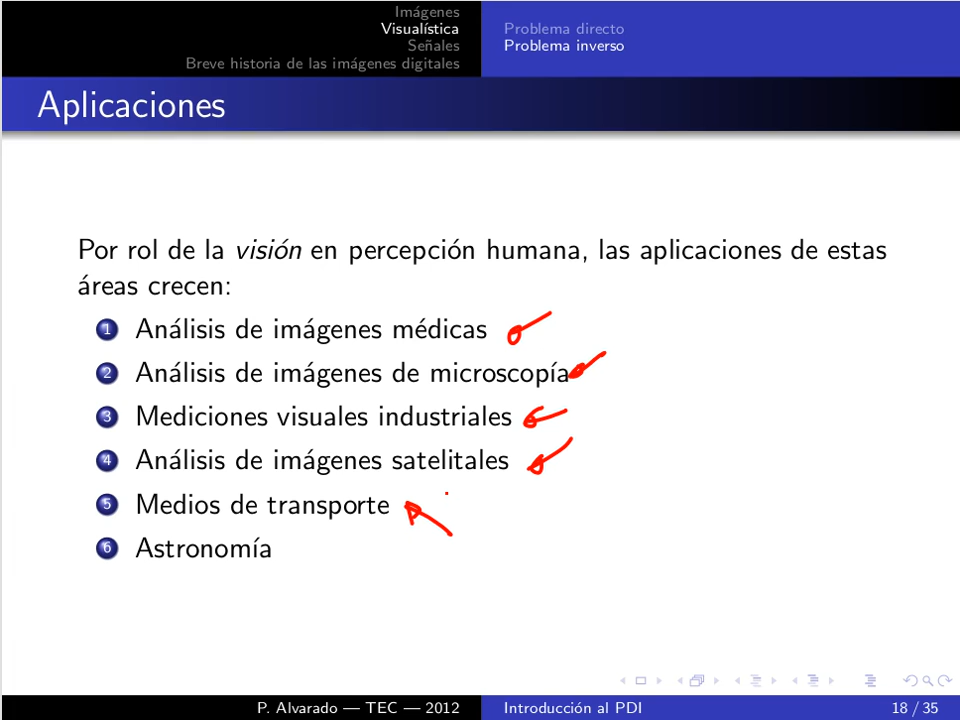 Imágenes
Visualística
Señales
Breve historia de las imágenes digitales
Problema directo
Problema inverso
Aplicaciones
Por rol de la visión en percepción humana, las aplicaciones de estas
áreas crecen:
1 Análisis de imágenes médicas
2 Análisis de imágenes de microscopía
3 Mediciones visuales industriales
4 Análisis de imágenes satelitales
5 Medios de transporte
6 Astronomía
P. Alvarado — TEC — 2012
Introducción al PDI
18 / 35